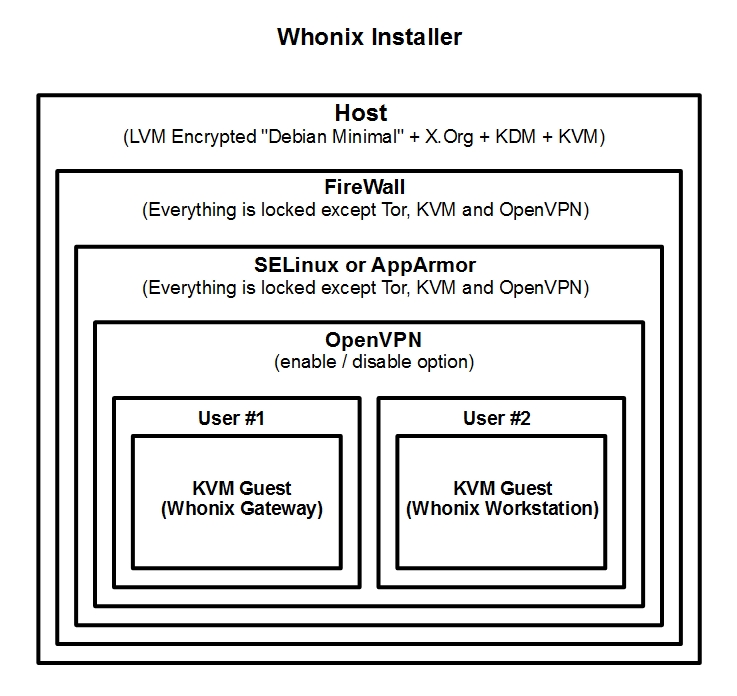 Whonix Installer
Host
(LVM Encrypted "Debian Minimal" + X.Org + KDM + KVM)
FireWall
(Everything is locked except Tor, KVM and OpenVPN)
SELinux or AppArmor
(Everything is locked except Tor, KVM and OpenVPN)
OpenVPN
(enable / disable option)
User #1
KVM Guest
(Whonix Gateway)
User #2
KVM Guest
(Whonix Workstation)